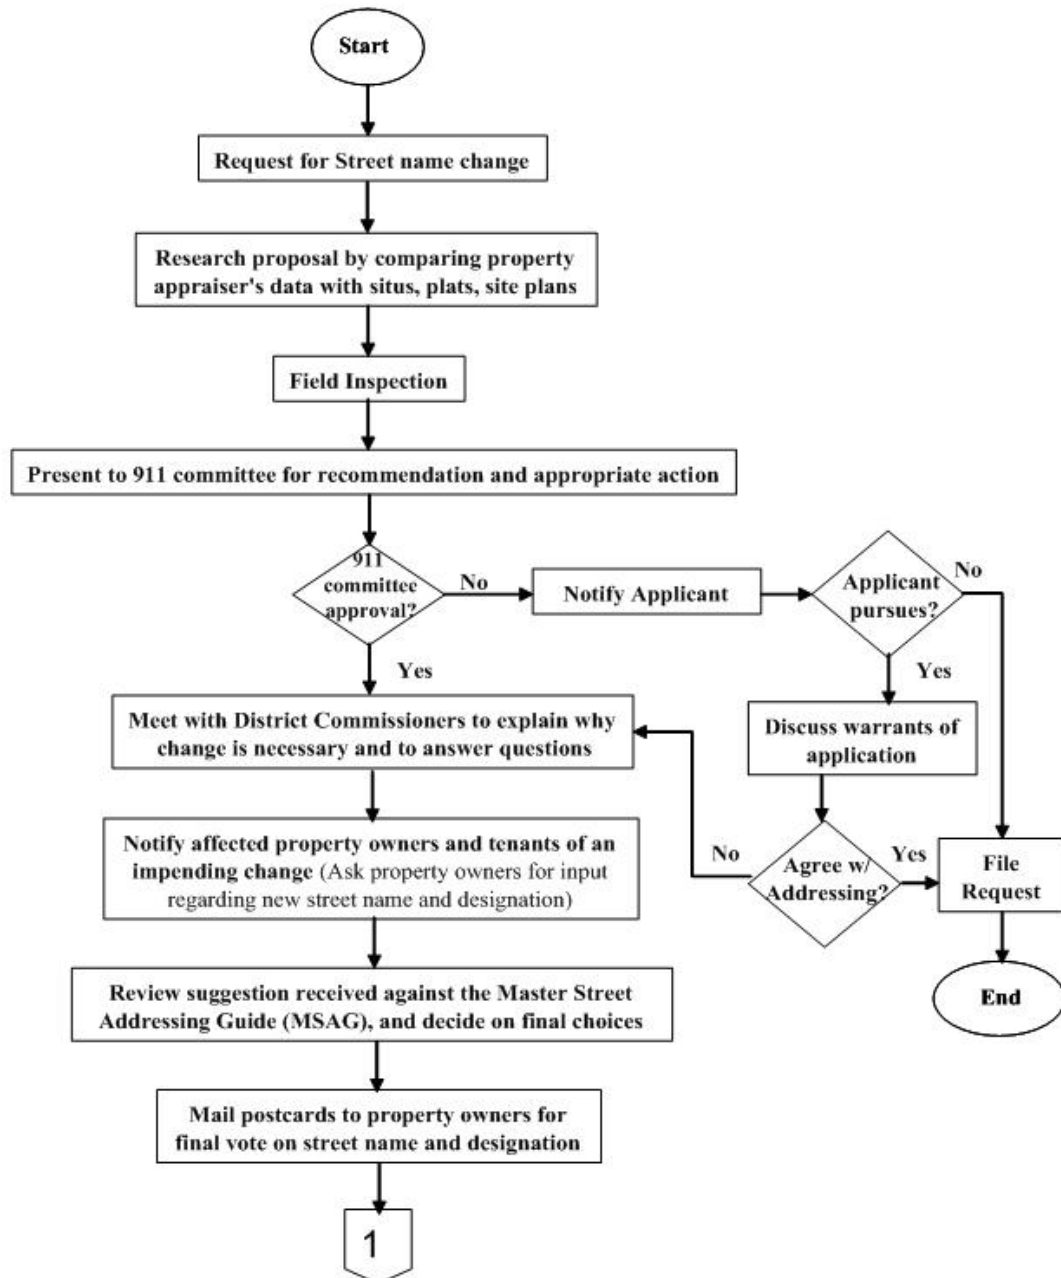 Start
Request for Street name change
Research proposal by comparing property
appraiser's data with situs, plats, site plans
Field Inspection
Present to 911 committee for recommendation and appropriate action
911
committee
approval?
No
Notify Applicant
Applicant
pursues?
No
Yes
Yes
Meet with District Commissioners to explain why
change is necessary and to answer questions
Discuss warrants of
application
Notify affected property owners and tenants of an
impending change (Ask property owners for input
regarding new street name and designation)
No
Agree w/
Addressing?
Yes
File
Request
End
Review suggestion received against the Master Street
Addressing Guide (MSAG), and decide on final choices
Mail postcards to property owners for
final vote on street name and designation
1